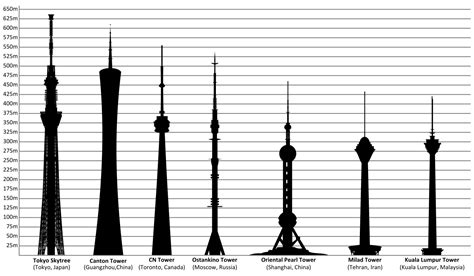 650m
625m
600m
575m
550m
525m
500m
475m
450m
425m
400m
375m
350m
325m
300m
275m
250m
225m
200m
175m
150m
125m
100m
75m
50m
25m
Tokyo Skytree
(Tokyo, Japan)
Canton Tower
(Guangzhou,China)
CN Tower
(Toronto, Canada)
Ostankino Tower
(Moscow, Russia)
Oriental Pearl Tower
(Shanghai, China)
Milad Tower
(Tehran, Iran)
Kuala Lumpur Tower
(Kuala Lumpur, Malaysia)